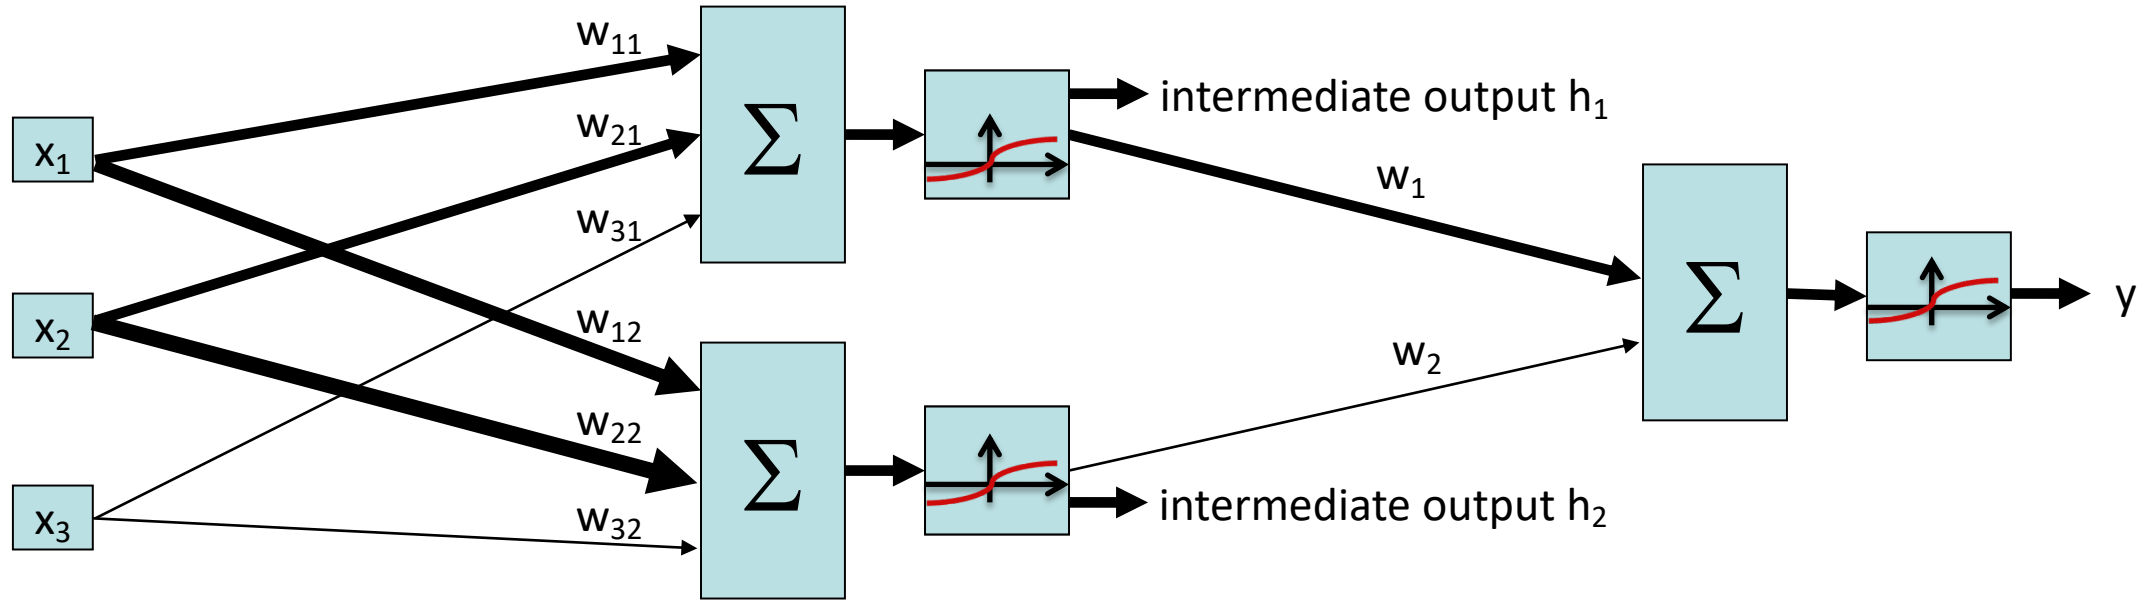 x₁
x₂
x₃
w₁₁
w₂₁
w₃₁
w₁₂
w₂₂
w₃₂
Σ
Σ
intermediate output h₁
intermediate output h₂
w₁
w₂
Σ
y